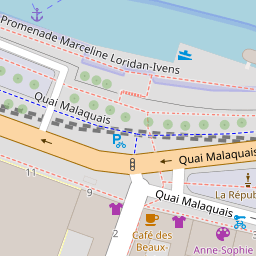 Promenade Marceline Loridan-Ivens
Quai Malaquais
Quai Malaquais
11
9
La Répu
Quai Malaquais
2
Café des
Beaux-
Anne-Sophie